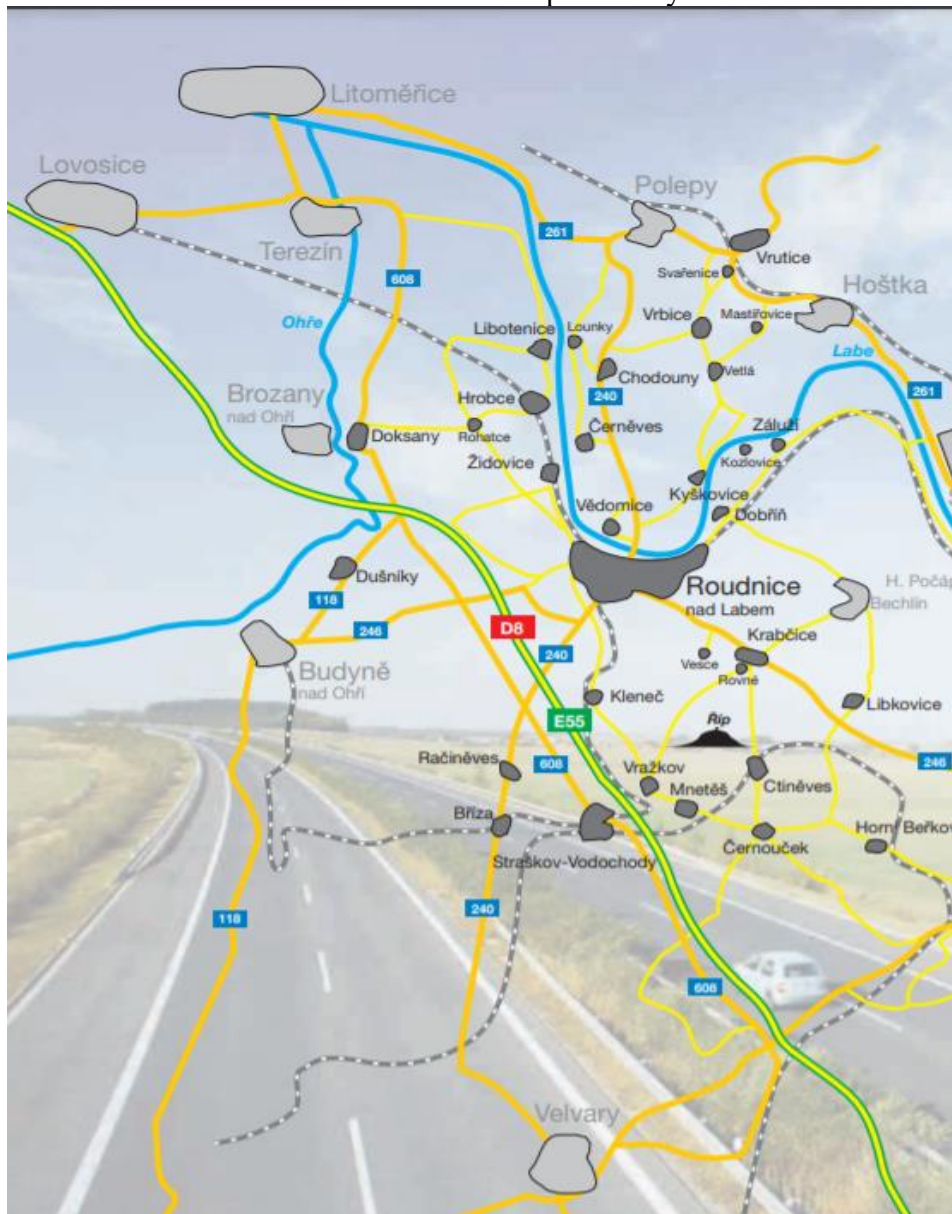 Litoměřice
Lovosice
Polepy
261
Terezín
Vrutice
608
Svařenice
Hoštka
Ohře
Libotenice
Lounky
Vrbice
Mastířovice
Labe
Chodouny
Vetlá
Brozany
nad Ohří
Hrobce
240
261
Doksany
Rohatce
Černěves
Záluží
Židovice
Kozlovice
Kyškovice
Vědomice
Dobříň
Dušníky
Roudnice
nad Labem
H. Počáp
Bechlín
118
246
D8
Krabčice
Budyně
nad Ohří
240
Vesce
Rovné
Kleneč
Libkovice
E55
Říp
Račiněves
608
Vražkov
Ctiněves
246
Mnetěš
Bříza
Černouček
Horní Beřkov
Straškov-Vodochody
118
240
608
Velvary